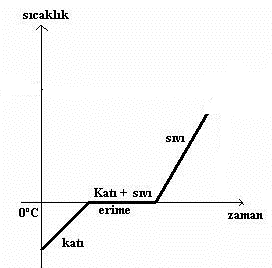 sıcaklık
sıvı
Katı + sıvı
0°C
erime
zaman
katı